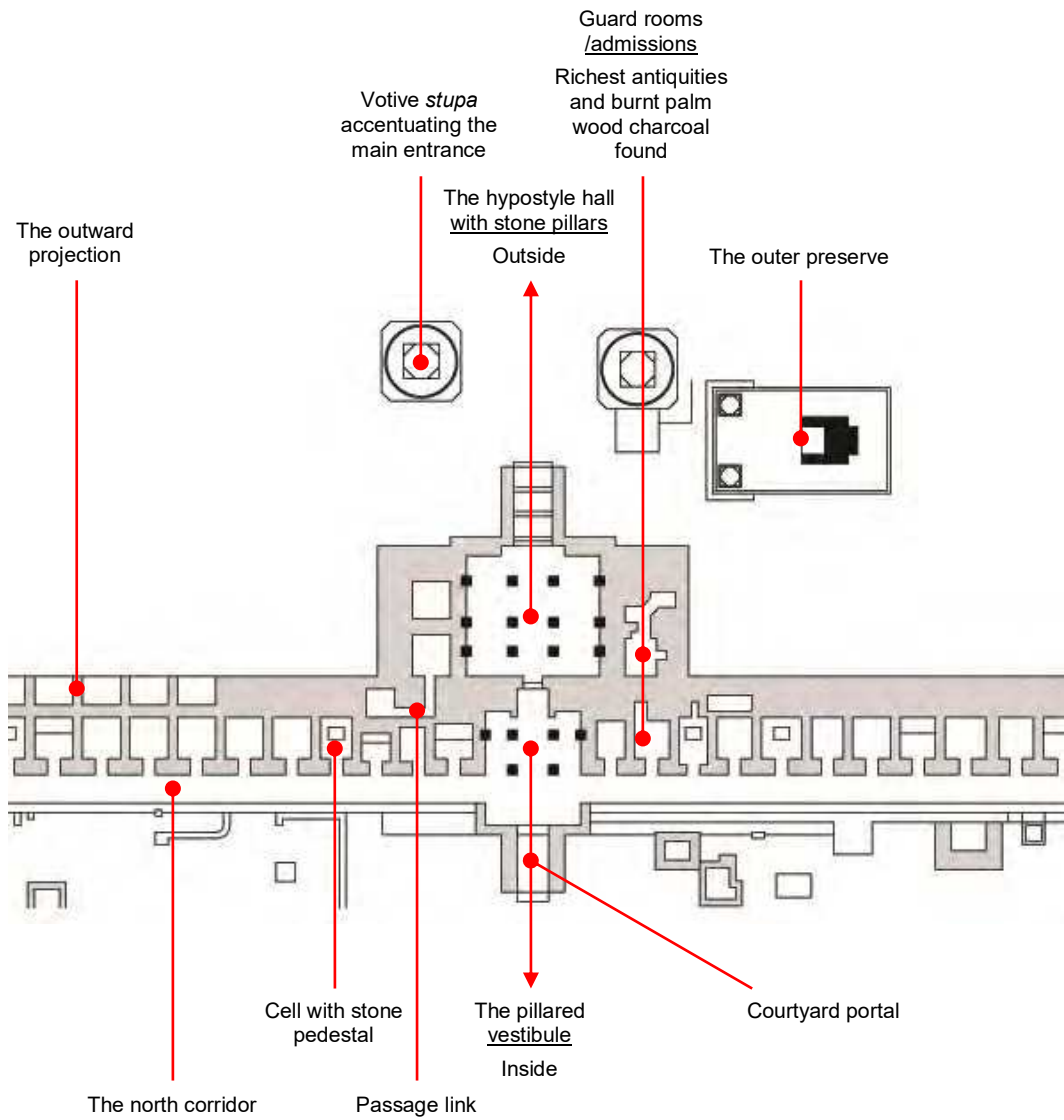 Guard rooms
/admissions
Richest antiquities
and burnt palm
wood charcoal
found
Votive stupa
accentuating the
main entrance
The hypostyle hall
with stone pillars
Outside
The outward
projection
The outer preserve
Cell with stone
pedestal
The pillared
vestibule
Inside
Courtyard portal
The north corridor
Passage link